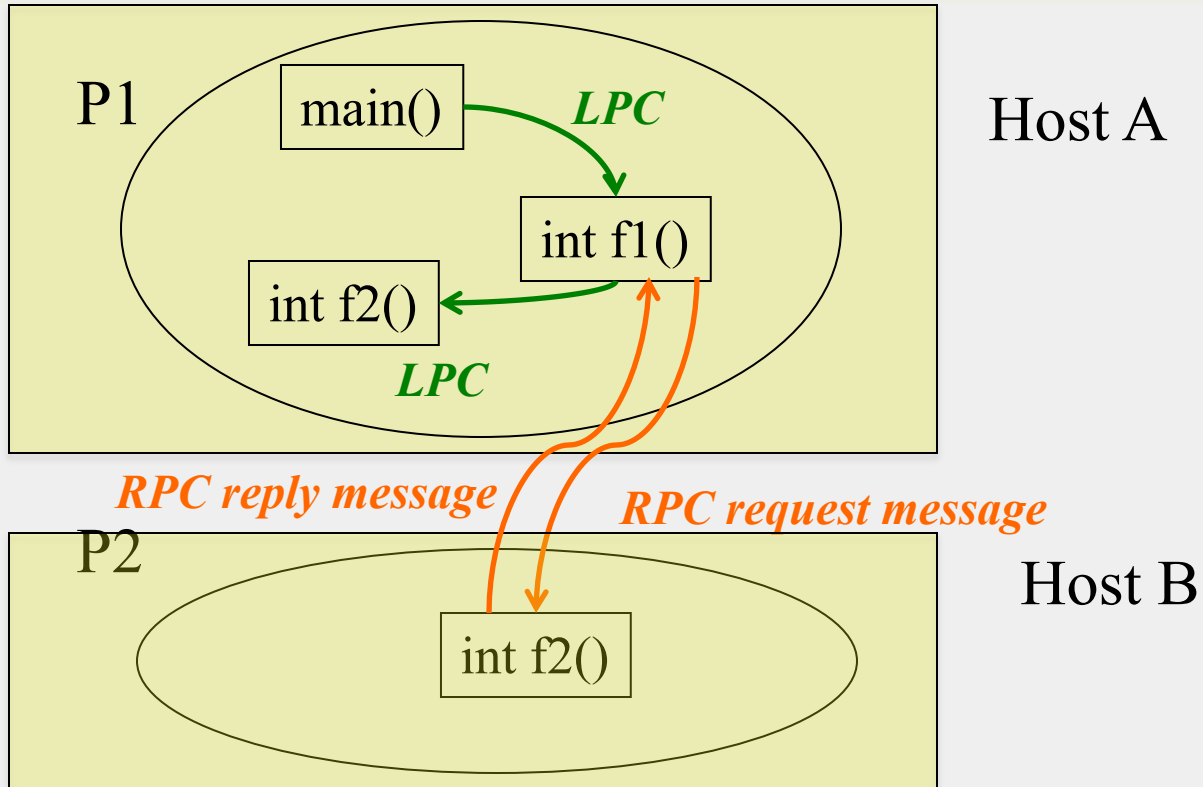 P1
main()
LPC
Host A
int f1()
int f2()
LPC
RPC reply message
RPC request message
P2
Host B
int f2()